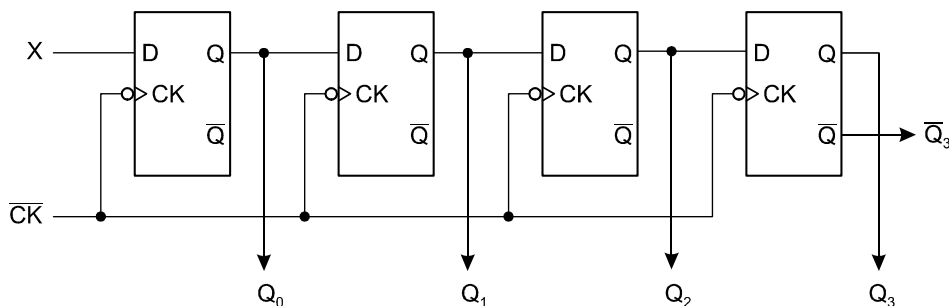 X D Q D Q D Q D Q
CK CK CK CK
Q̅ Q̅ Q̅ Q̅ Q̅₃
C̅K̅
Q₀ Q₁ Q₂ Q₃